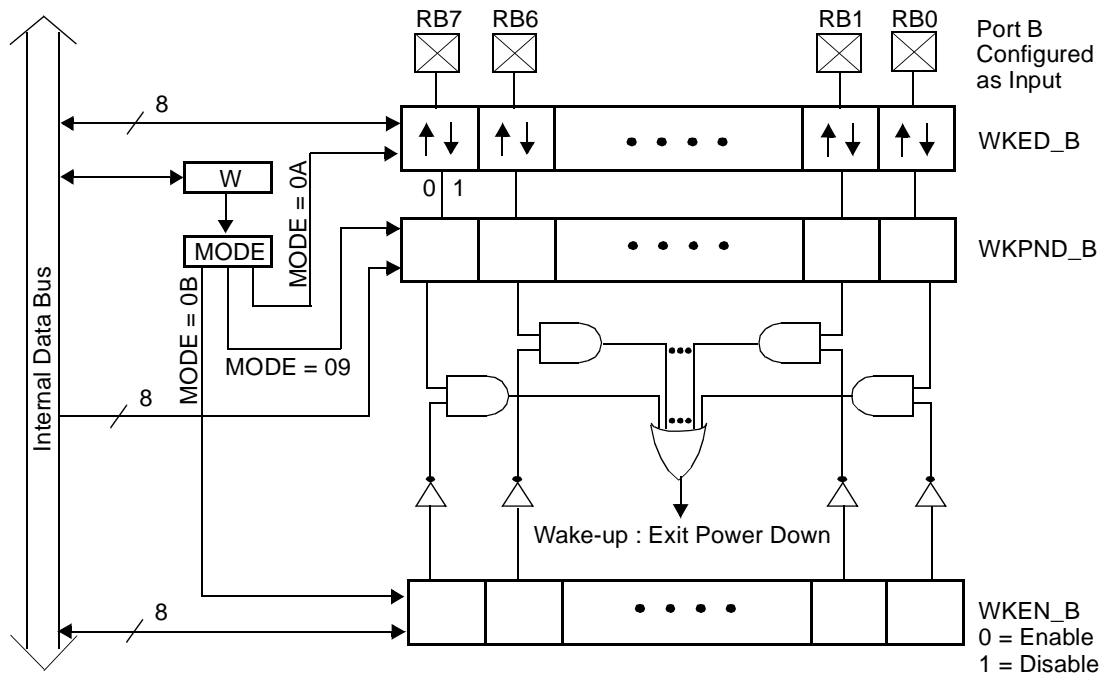 RB7 RB6 RB1 RB0
Port B
Configured
as Input
8
WKED_B
W
0 1
MODE = 0A
MODE
WKPND_B
MODE = 0B
MODE = 09
Internal Data Bus
8
Wake-up : Exit Power Down
8
WKEN_B
0 = Enable
1 = Disable